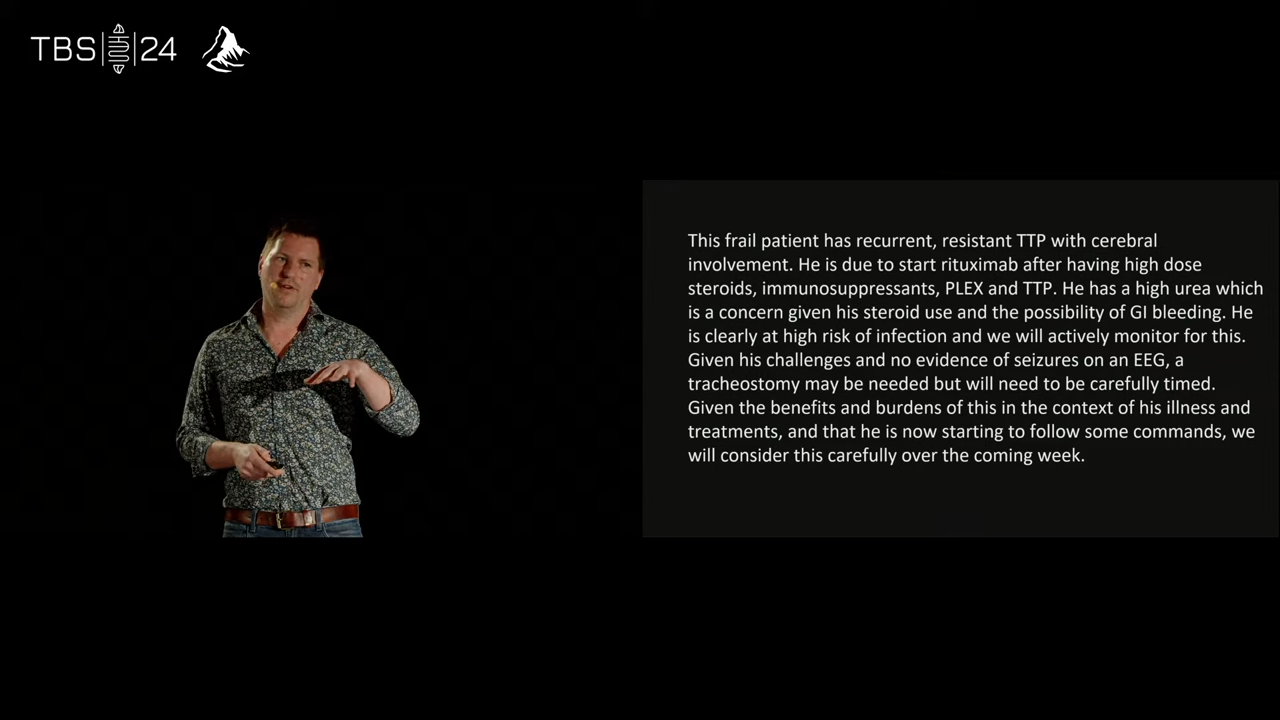 TBS 24
This frail patient has recurrent, resistant TTP with cerebral
involvement. He is due to start rituximab after having high dose
steroids, immunosuppressants, PLEX and TTP. He has a high urea which
is a concern given his steroid use and the possibility of GI bleeding. He
is clearly at high risk of infection and we will actively monitor for this.
Given his challenges and no evidence of seizures on an EEG, a
tracheostomy may be needed but will need to be carefully timed.
Given the benefits and burdens of this in the context of his illness and
treatments, and that he is now starting to follow some commands, we
will consider this carefully over the coming week.